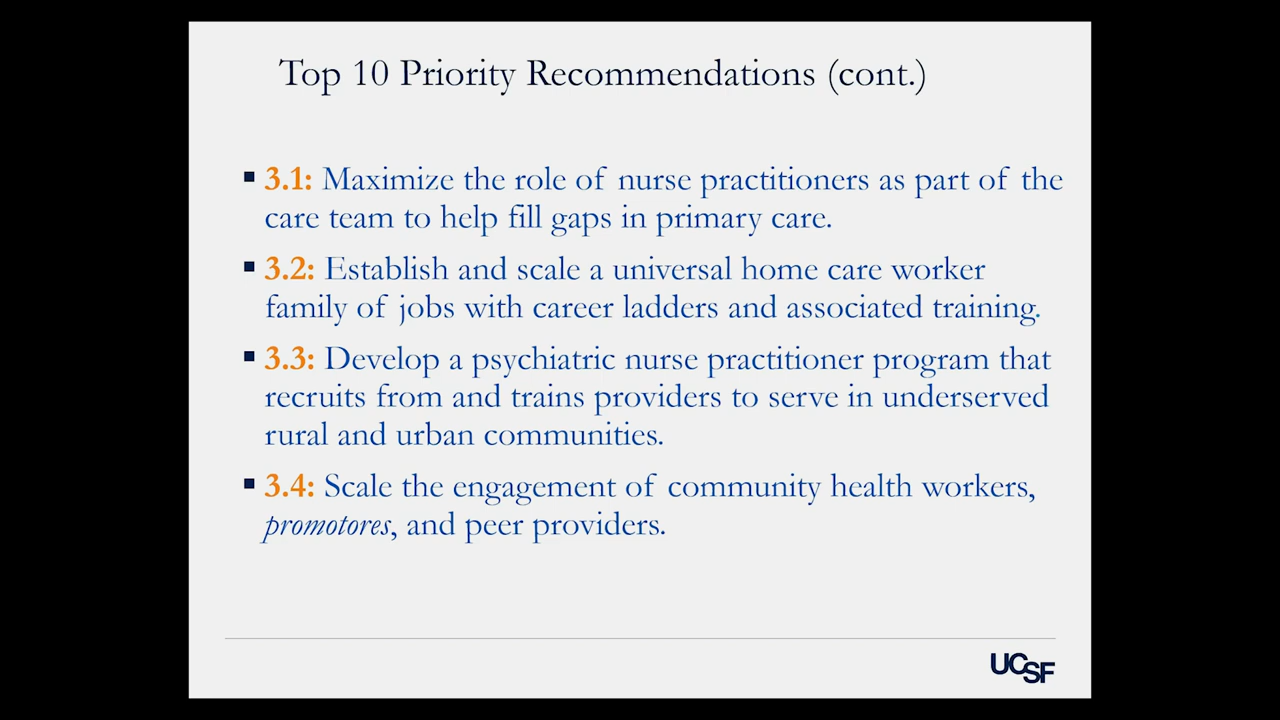 Top 10 Priority Recommendations (cont.)
▪ 3.1: Maximize the role of nurse practitioners as part of the
care team to help fill gaps in primary care.
▪ 3.2: Establish and scale a universal home care worker
family of jobs with career ladders and associated training.
▪ 3.3: Develop a psychiatric nurse practitioner program that
recruits from and trains providers to serve in underserved
rural and urban communities.
▪ 3.4: Scale the engagement of community health workers,
promotores, and peer providers.
UCSF